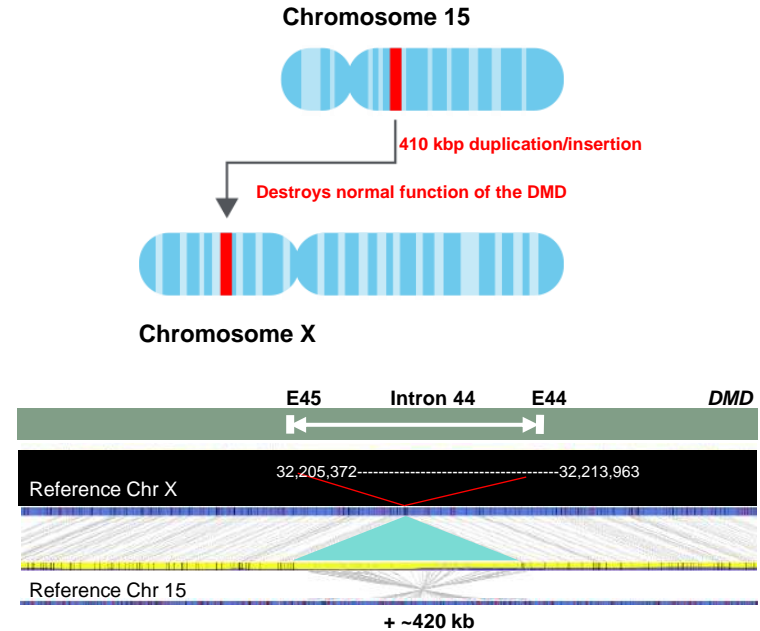 Chromosome 15
410 kbp duplication/insertion
Destroys normal function of the DMD
Chromosome X
E45 Intron 44 E44 DMD
32,205,372--------------------------------32,213,963
Reference Chr X
Reference Chr 15
+ ~420 kb